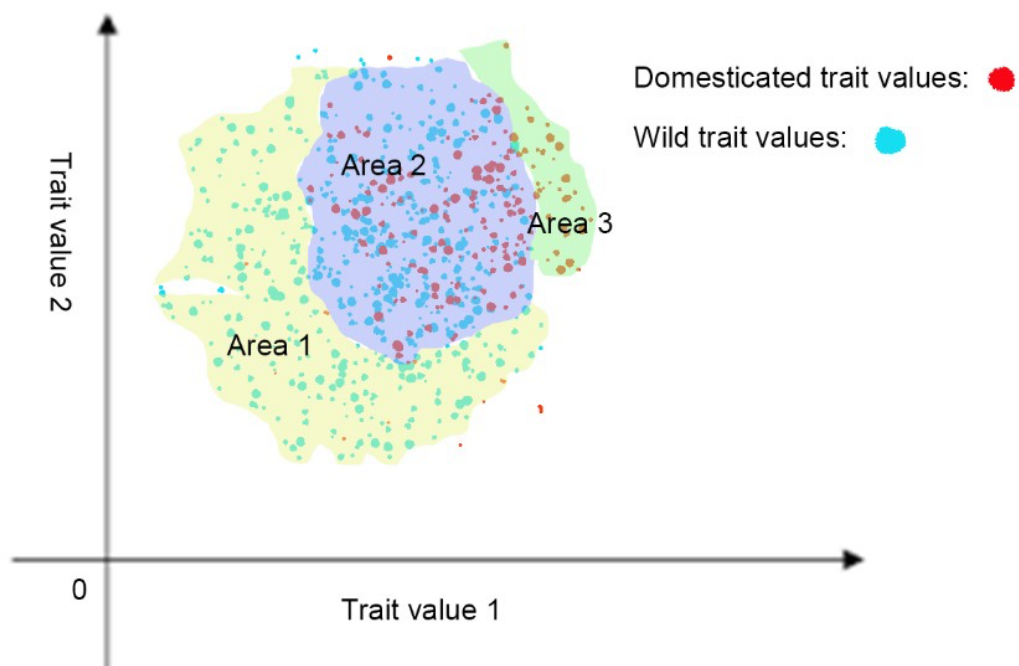 Domesticated trait values:
Wild trait values:
Trait value 2
Area 2
Area 3
Area 1
0
Trait value 1